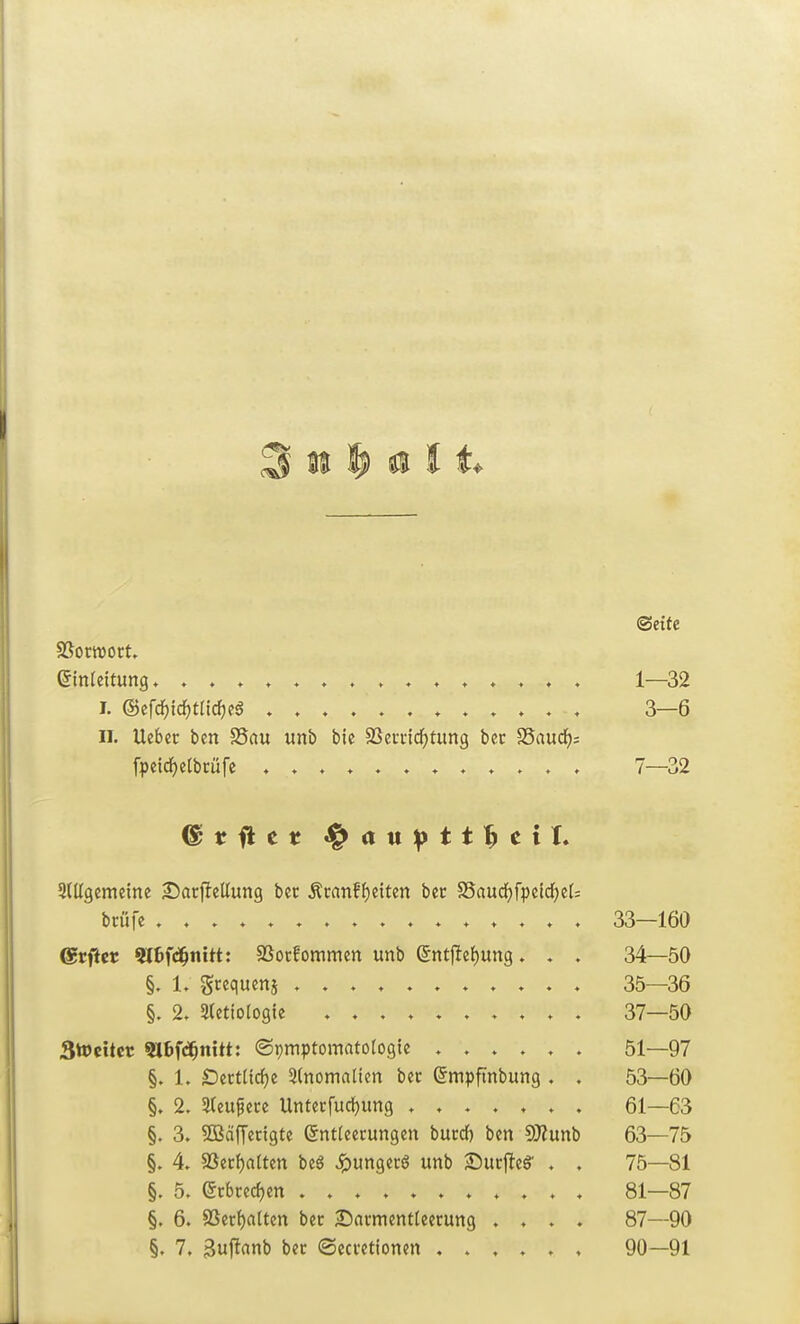 Inhalt.
Seite
Vorwort.
Einleitung. . . . . . . . . . . . . . . . 1—32
I. Geschichtliches . . . . . . . . . . . . 3—6
II. Ueber den Bau und die Verrichtung der Bauch-
speicheldrüse . . . . . . . . . . . . 7—32
Erster Haupttheil.
Allgemeine Darstellung der Krankheiten der Bauchspeichel-
drüse . . . . . . . . . . . . . . . . 33—160
Erster Abschnitt: Vorkommen und Entstehung . . . 34—50
§. 1. Frequenz . . . . . . . . . . . 35—36
§. 2. Aetiologie . . . . . . . . . . 37—50
Zweiter Abschnitt: Symptomatologie . . . . . . 51—97
§. 1. Oertliche Anomalien der Empfindung . . 53—60
§. 2. Aeußere Untersuchung . . . . . . . 61—63
§. 3. Wässerigte Entleerungen durch den Mund 63—75
§. 4. Verhalten des Hungers und Durstes . . 75—81
§. 5. Erbrechen . . . . . . . . . . . 81—87
§. 6. Verhalten der Darmentleerung . . . . 87—90
§. 7. Zustand der Secretionen . . . . . . 90—91